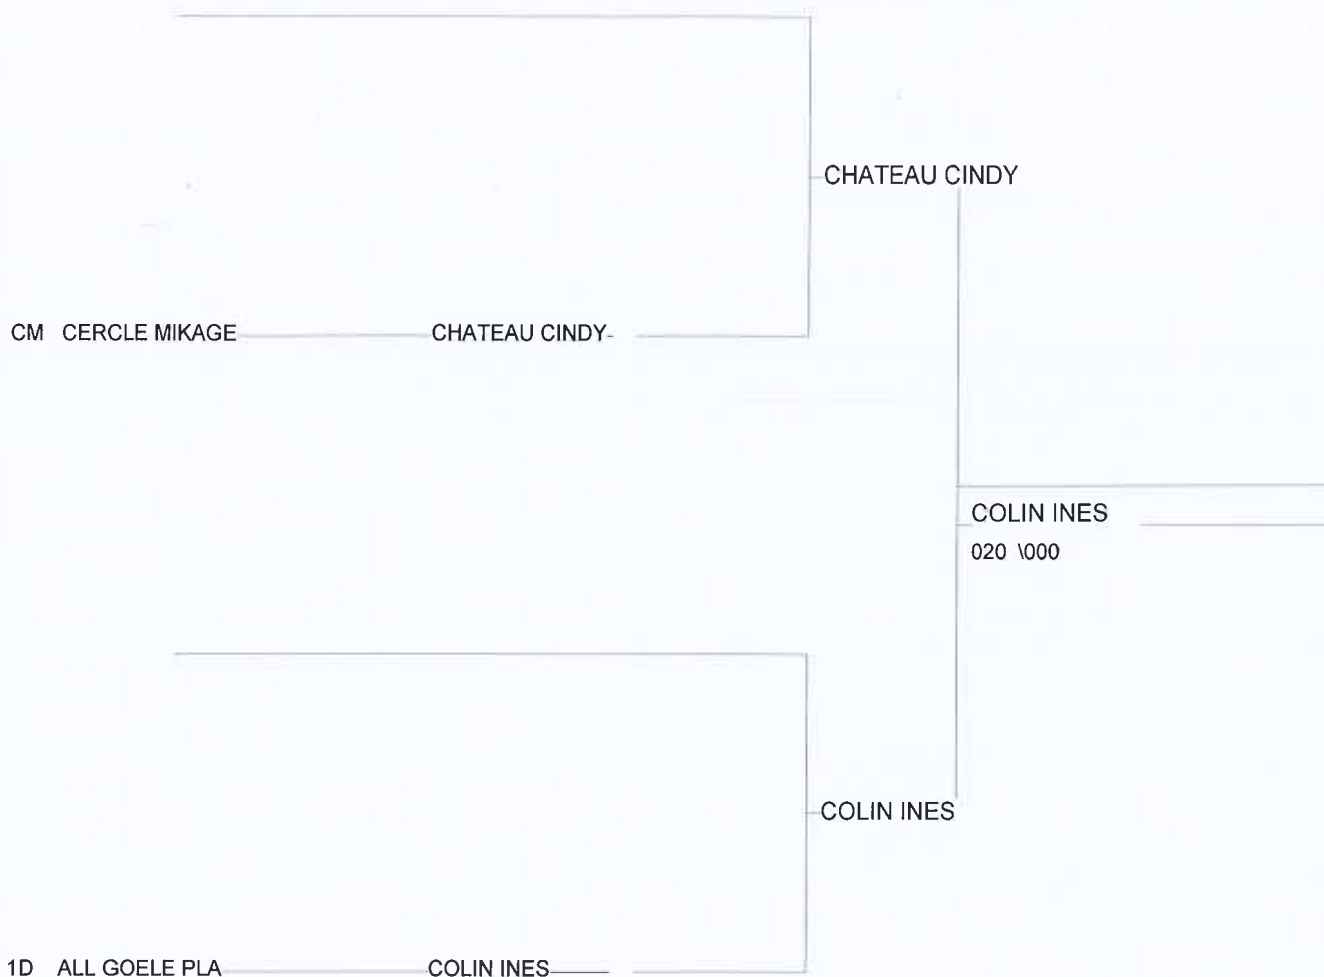 CHATEAU CINDY
CM CERCLE MIKAGE CHATEAU CINDY
COLIN INES
020 \000
COLIN INES
1D ALL GOELE PLA COLIN INES